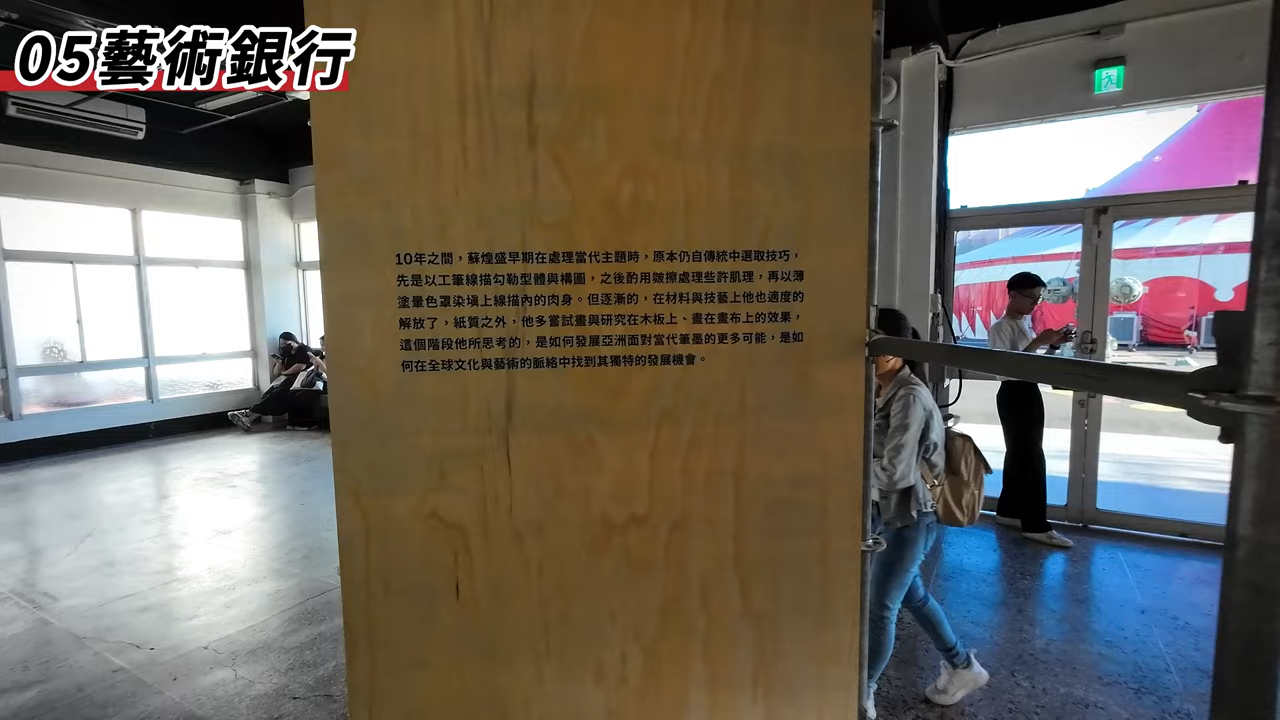 05藝術銀行
10年之間，蘇煌盛早期在處理當代主題時，原本仍自傳統中選取技巧，
先是以工筆線描勾勒型體與構圖，之後酌用皴擦處理些許肌理，再以薄
塗暈色罩染填上線描內的肉身。但逐漸的，在材料與技藝上他也適度的
解放了，紙質之外，他多嘗試畫與研究在木板上、畫在畫布上的效果，
這個階段他所思考的，是如何發展亞洲面對當代筆墨的更多可能，是如
何在全球文化與藝術的脈絡中找到其獨特的發展機會。